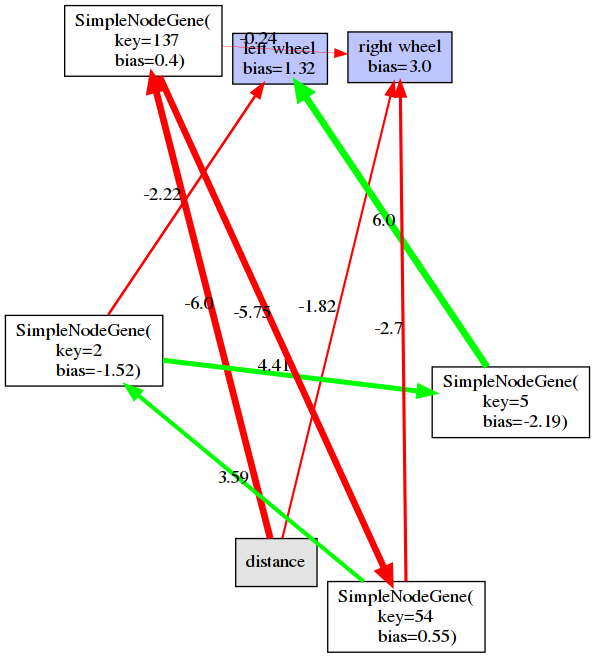 SimpleNodeGene(
key=137
bias=0.4)
-0.24
left wheel
bias=1.32
right wheel
bias=3.0
-2.22
6.0
-6.0
-5.75
-1.82
-2.7
SimpleNodeGene(
key=2
bias=-1.52)
4.41
SimpleNodeGene(
key=5
bias=-2.19)
3.59
distance
SimpleNodeGene(
key=54
bias=0.55)